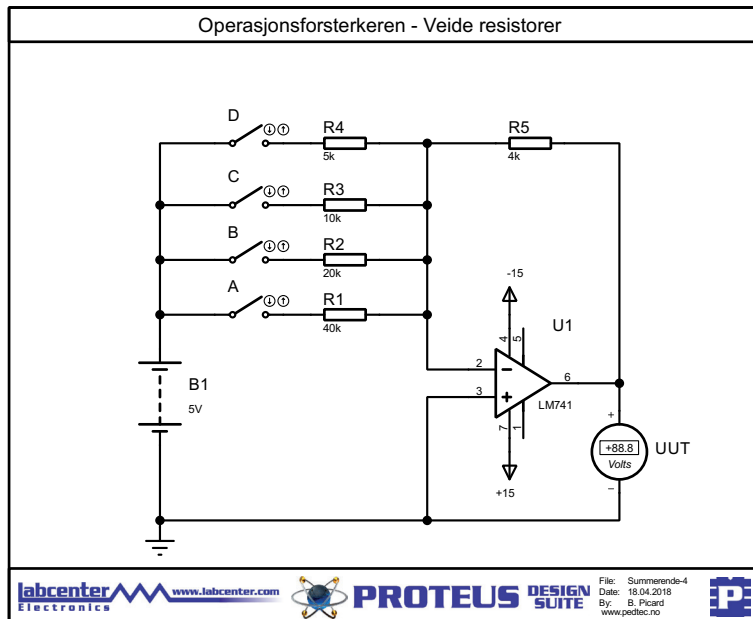 Operasjonsforsterkeren - Veide resistorer
D
R4
5k
R5
4k
C
R3
10k
B
R2
20k
A
R1
40k
-15
4
5
U1
2
3
6
LM741
7
1
+15
B1
5V
+
+88.8
Volts
UUT
labcenter
Electronics
www.labcenter.com
PROTEUS DESIGN SUITE
File: Summerende-4
Date: 18.04.2018
By: B. Picard
www.pedtec.no